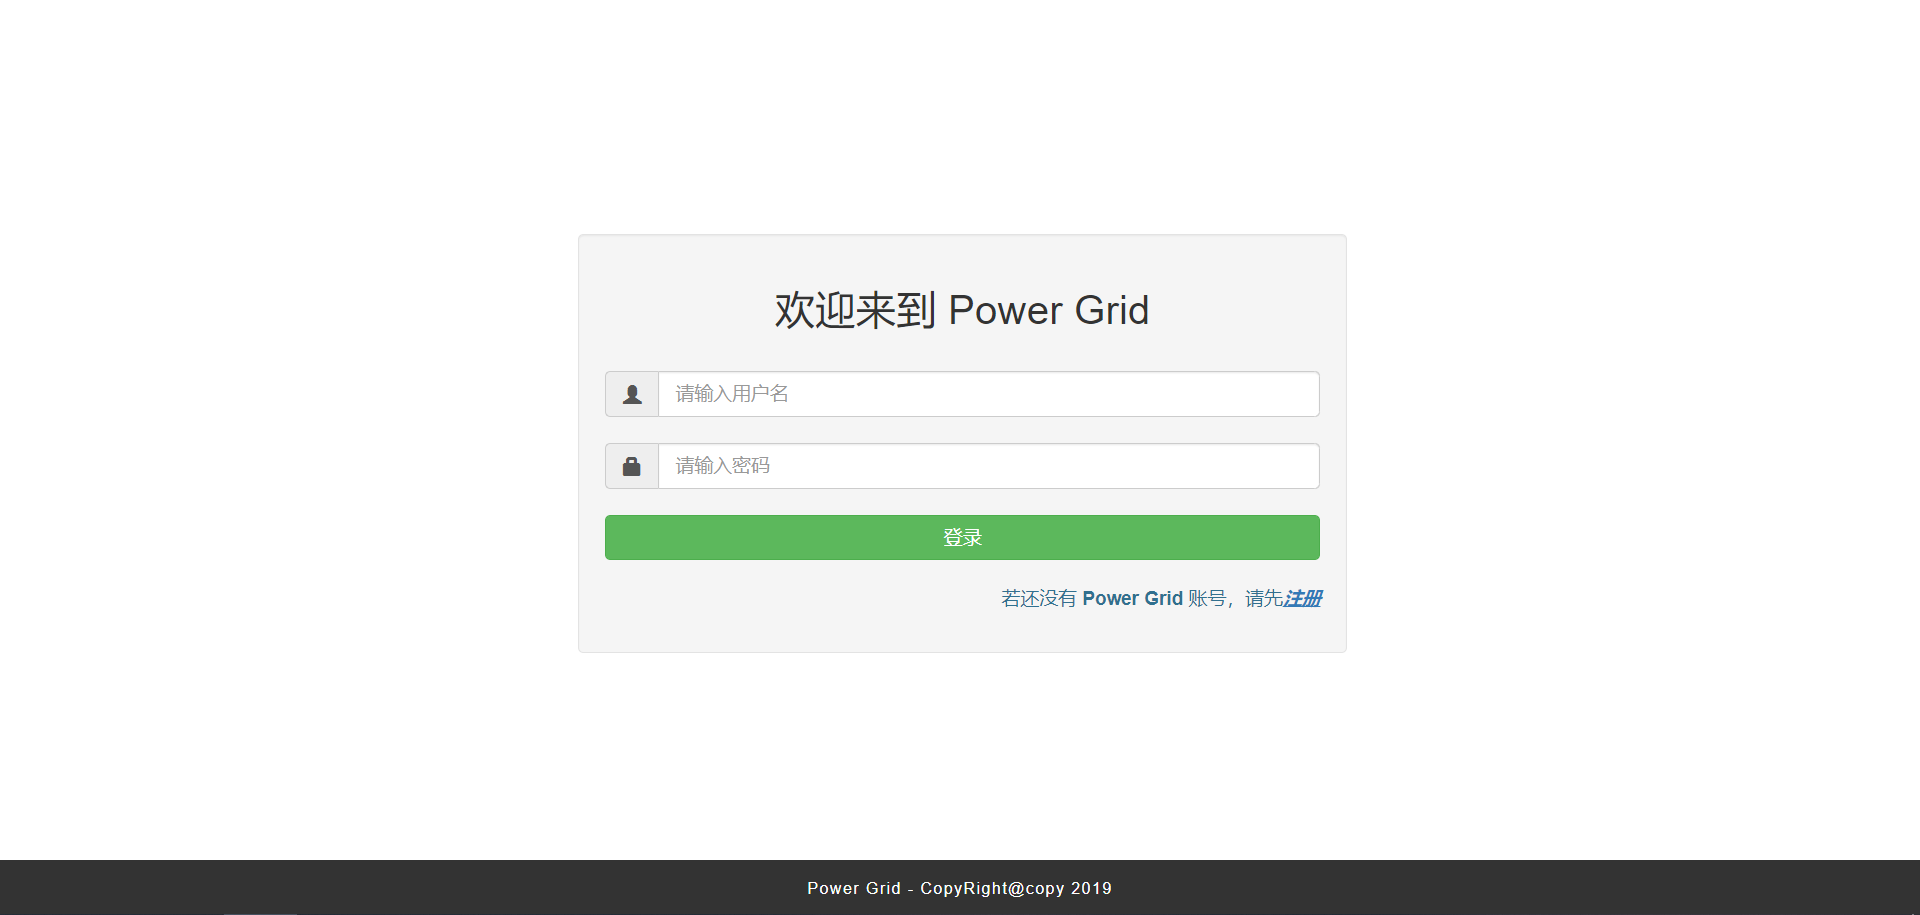 欢迎来到 Power Grid
请输入用户名
请输入密码
登录
若还没有 Power Grid 账号，请先注册
Power Grid - CopyRight@copy 2019